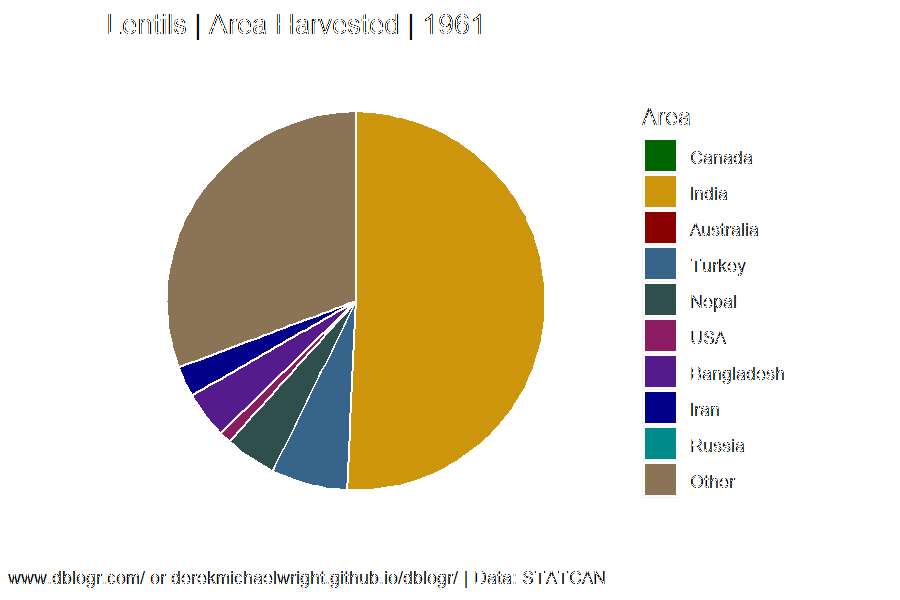 Lentils | Area Harvested | 1961
Area
Canada
India
Australia
Turkey
Nepal
USA
Bangladesh
Iran
Russia
Other
www.dblogr.com/ or derekmichaelwright.github.io/dblogr/ | Data: STATCAN